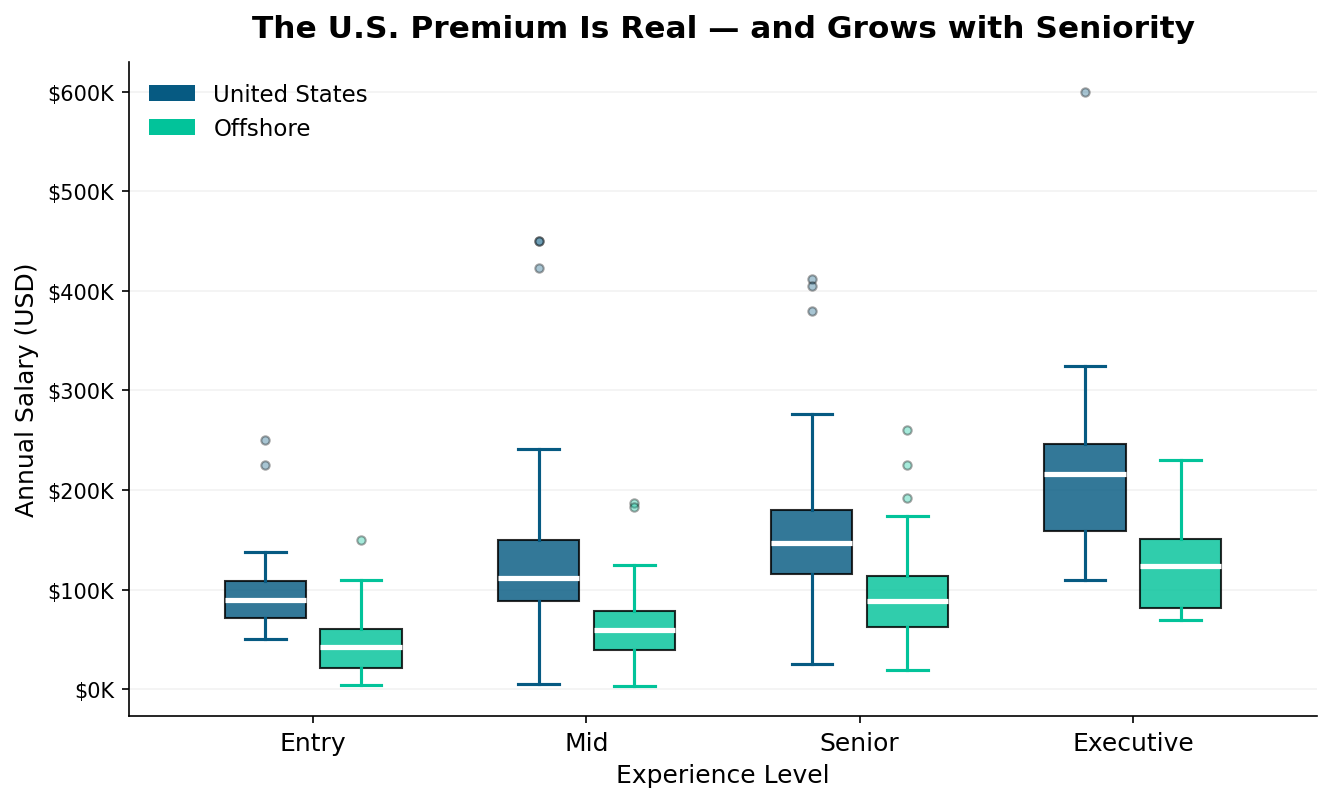 The U.S. Premium Is Real — and Grows with Seniority
United States
Offshore
$600K
$500K
$400K
$300K
$200K
$100K
$0K
Annual Salary (USD)
Entry
Mid
Senior
Executive
Experience Level